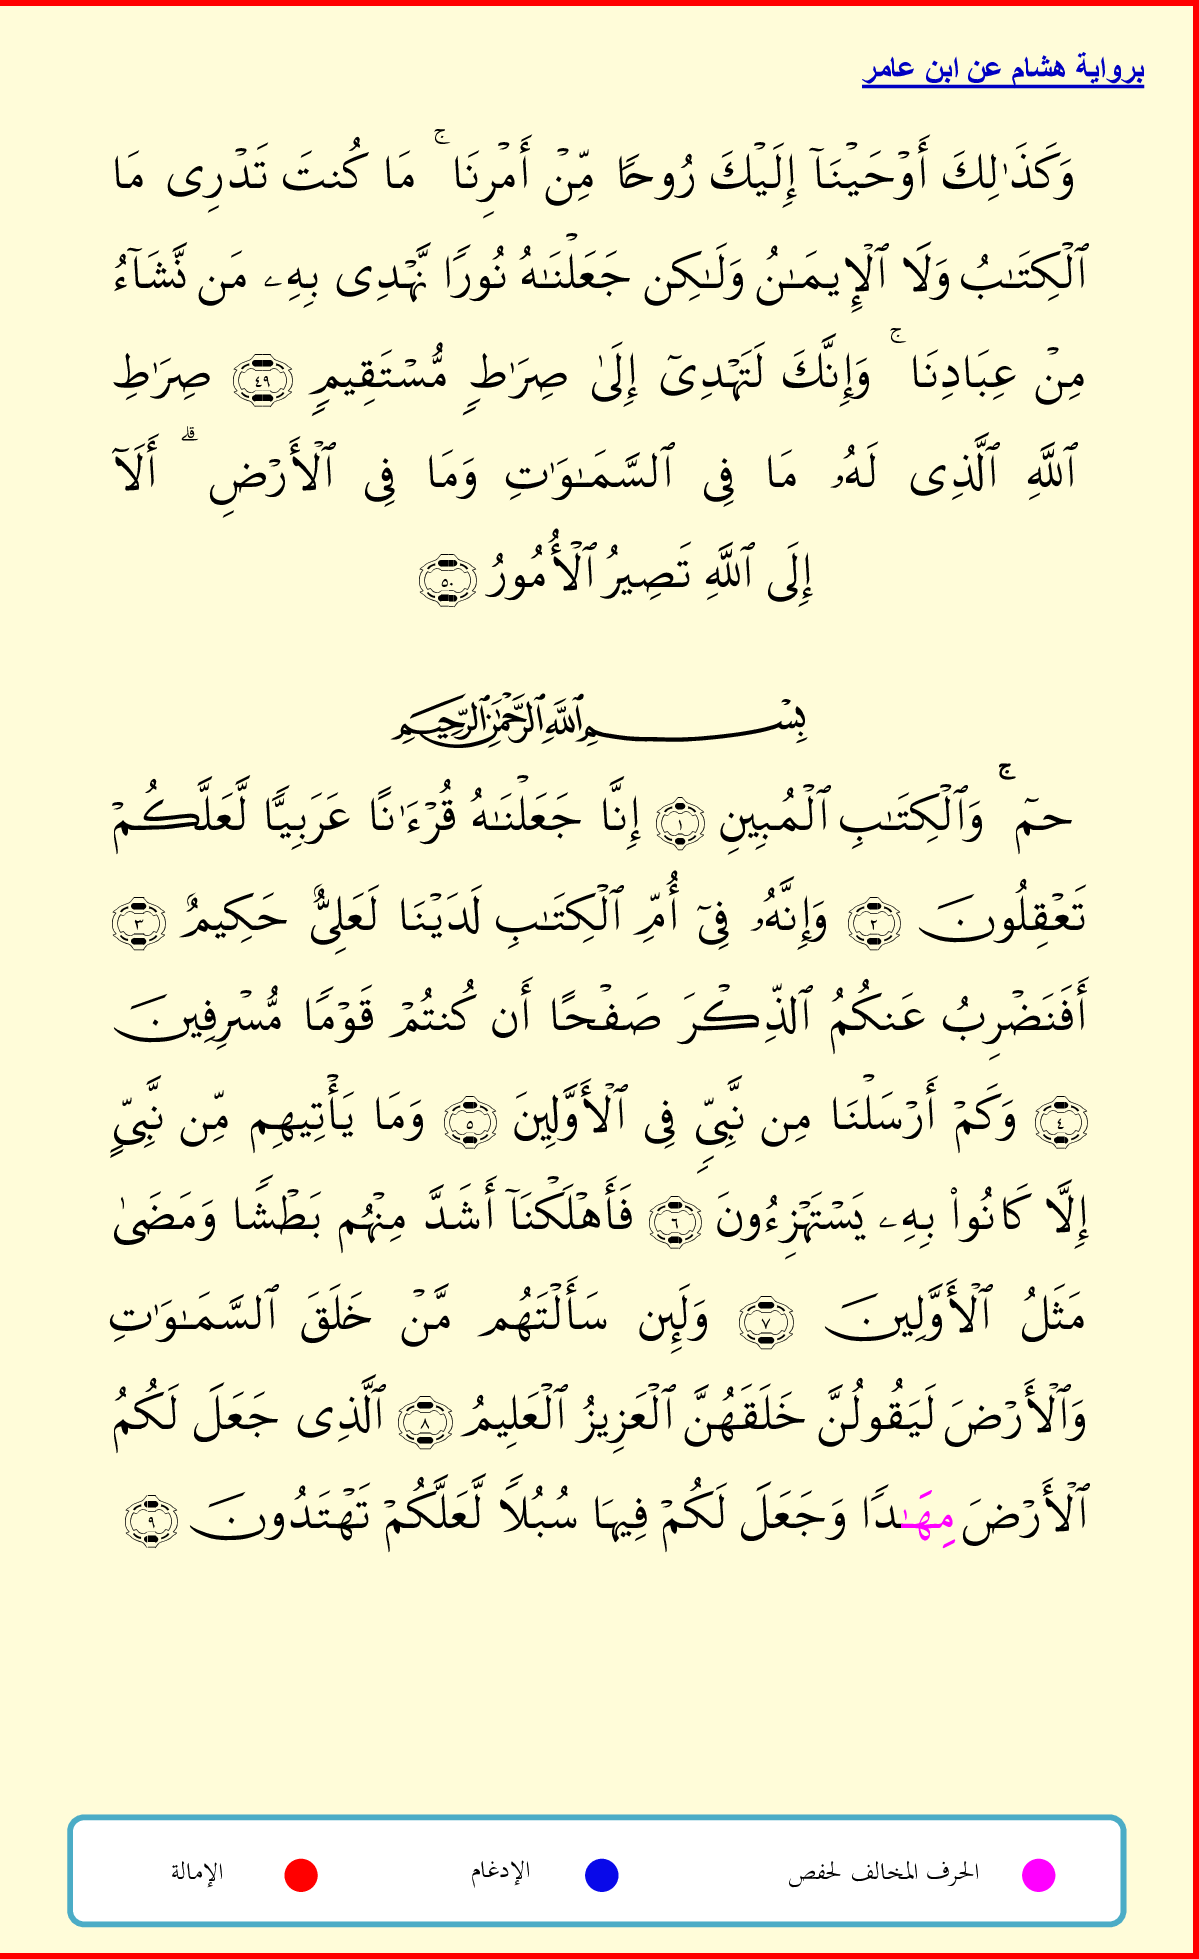 برواية هشام عن ابن عامر
وَكَذَٰلِكَ أَوْحَيْنَآ إِلَيْكَ رُوحًا مِّنْ أَمْرِنَا ۚ مَا كُنتَ تَدْرِى مَا
ٱلْكِتَـٰبُ وَلَا ٱلْإِيمَـٰنُ وَلَـٰكِن جَعَلْنَـٰهُ نُورًا نَّهْدِى بِهِۦ مَن نَّشَآءُ
مِنْ عِبَادِنَا ۚ وَإِنَّكَ لَتَهْدِىٓ إِلَىٰ صِرَٰطٍ مُّسْتَقِيمٍ ٤٩ صِرَٰطِ
ٱللَّهِ ٱلَّذِى لَهُۥ مَا فِى ٱلسَّمَـٰوَٰتِ وَمَا فِى ٱلْأَرْضِ ۗ أَلَآ
إِلَى ٱللَّهِ تَصِيرُ ٱلْأُمُورُ ٥٠
بِسْمِ ٱللَّهِ ٱلرَّحْمَـٰنِ ٱلرَّحِيمِ
حمٓ ۚ وَٱلْكِتَـٰبِ ٱلْمُبِينِ ١ إِنَّا جَعَلْنَـٰهُ قُرْءَٰنًا عَرَبِيًّا لَّعَلَّكُمْ
تَعْقِلُونَ ٢ وَإِنَّهُۥ فِىٓ أُمِّ ٱلْكِتَـٰبِ لَدَيْنَا لَعَلِىٌّ حَكِيمٌ ٣
أَفَنَضْرِبُ عَنكُمُ ٱلذِّكْرَ صَفْحًا أَن كُنتُمْ قَوْمًا مُّسْرِفِينَ
٤ وَكَمْ أَرْسَلْنَا مِن نَّبِىٍّ فِى ٱلْأَوَّلِينَ ٥ وَمَا يَأْتِيهِم مِّن نَّبِىٍّ
إِلَّا كَانُوا۟ بِهِۦ يَسْتَهْزِءُونَ ٦ فَأَهْلَكْنَآ أَشَدَّ مِنْهُم بَطْشًا وَمَضَىٰ
مَثَلُ ٱلْأَوَّلِينَ ٧ وَلَئِن سَأَلْتَهُم مَّنْ خَلَقَ ٱلسَّمَـٰوَٰتِ
وَٱلْأَرْضَ لَيَقُولُنَّ خَلَقَهُنَّ ٱلْعَزِيزُ ٱلْعَلِيمُ ٨ ٱلَّذِى جَعَلَ لَكُمُ
ٱلْأَرْضَ مِهَـٰدًا وَجَعَلَ لَكُمْ فِيهَا سُبُلًا لَّعَلَّكُمْ تَهْتَدُونَ ٩
الحرف المخالف لحفص الإدغام الإمالة